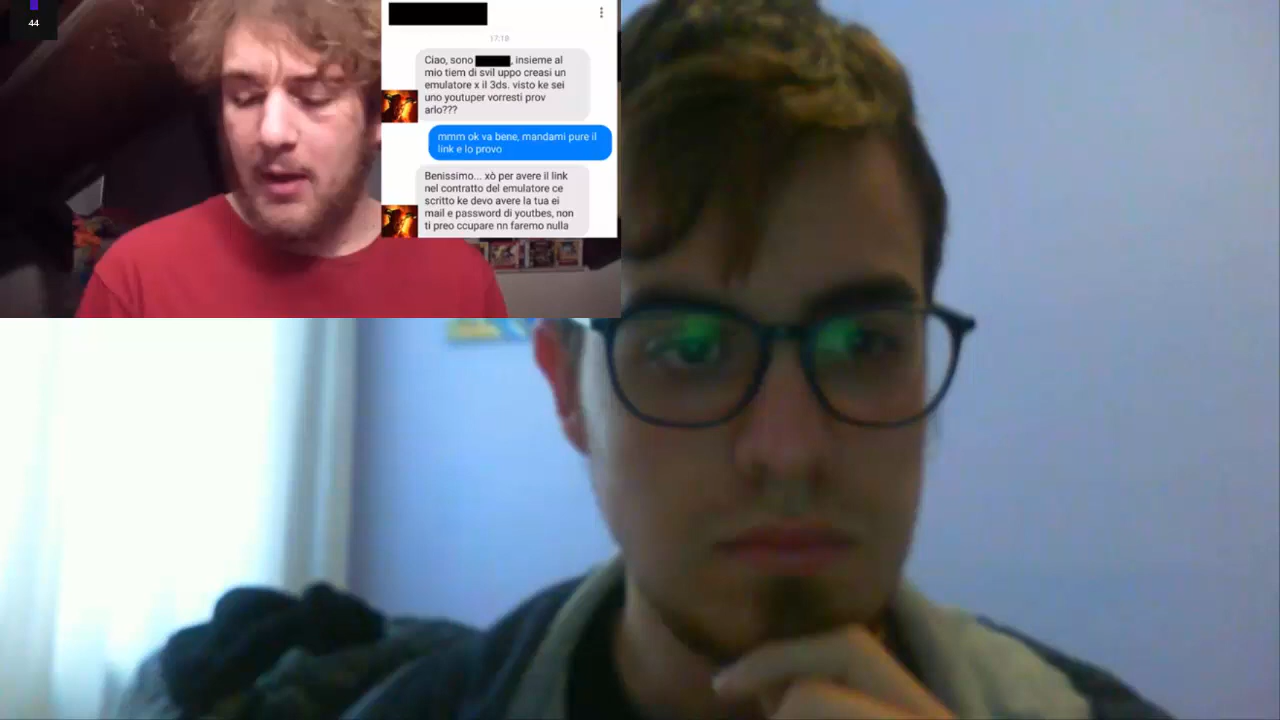 44
17:10
Ciao, sono
, insieme al
mio tiem di svil uppo creasi un
emulatore x il 3ds. visto ke sei
uno youtuper vorresti prov
arlo???
mmm ok va bene, mandami pure il
link e lo provo
Benissimo... xò per avere il link
nel contratto del emulatore ce
scritto ke devo avere la tua ei
mail e password di youtbes, non
ti preo ccupare nn faremo nulla